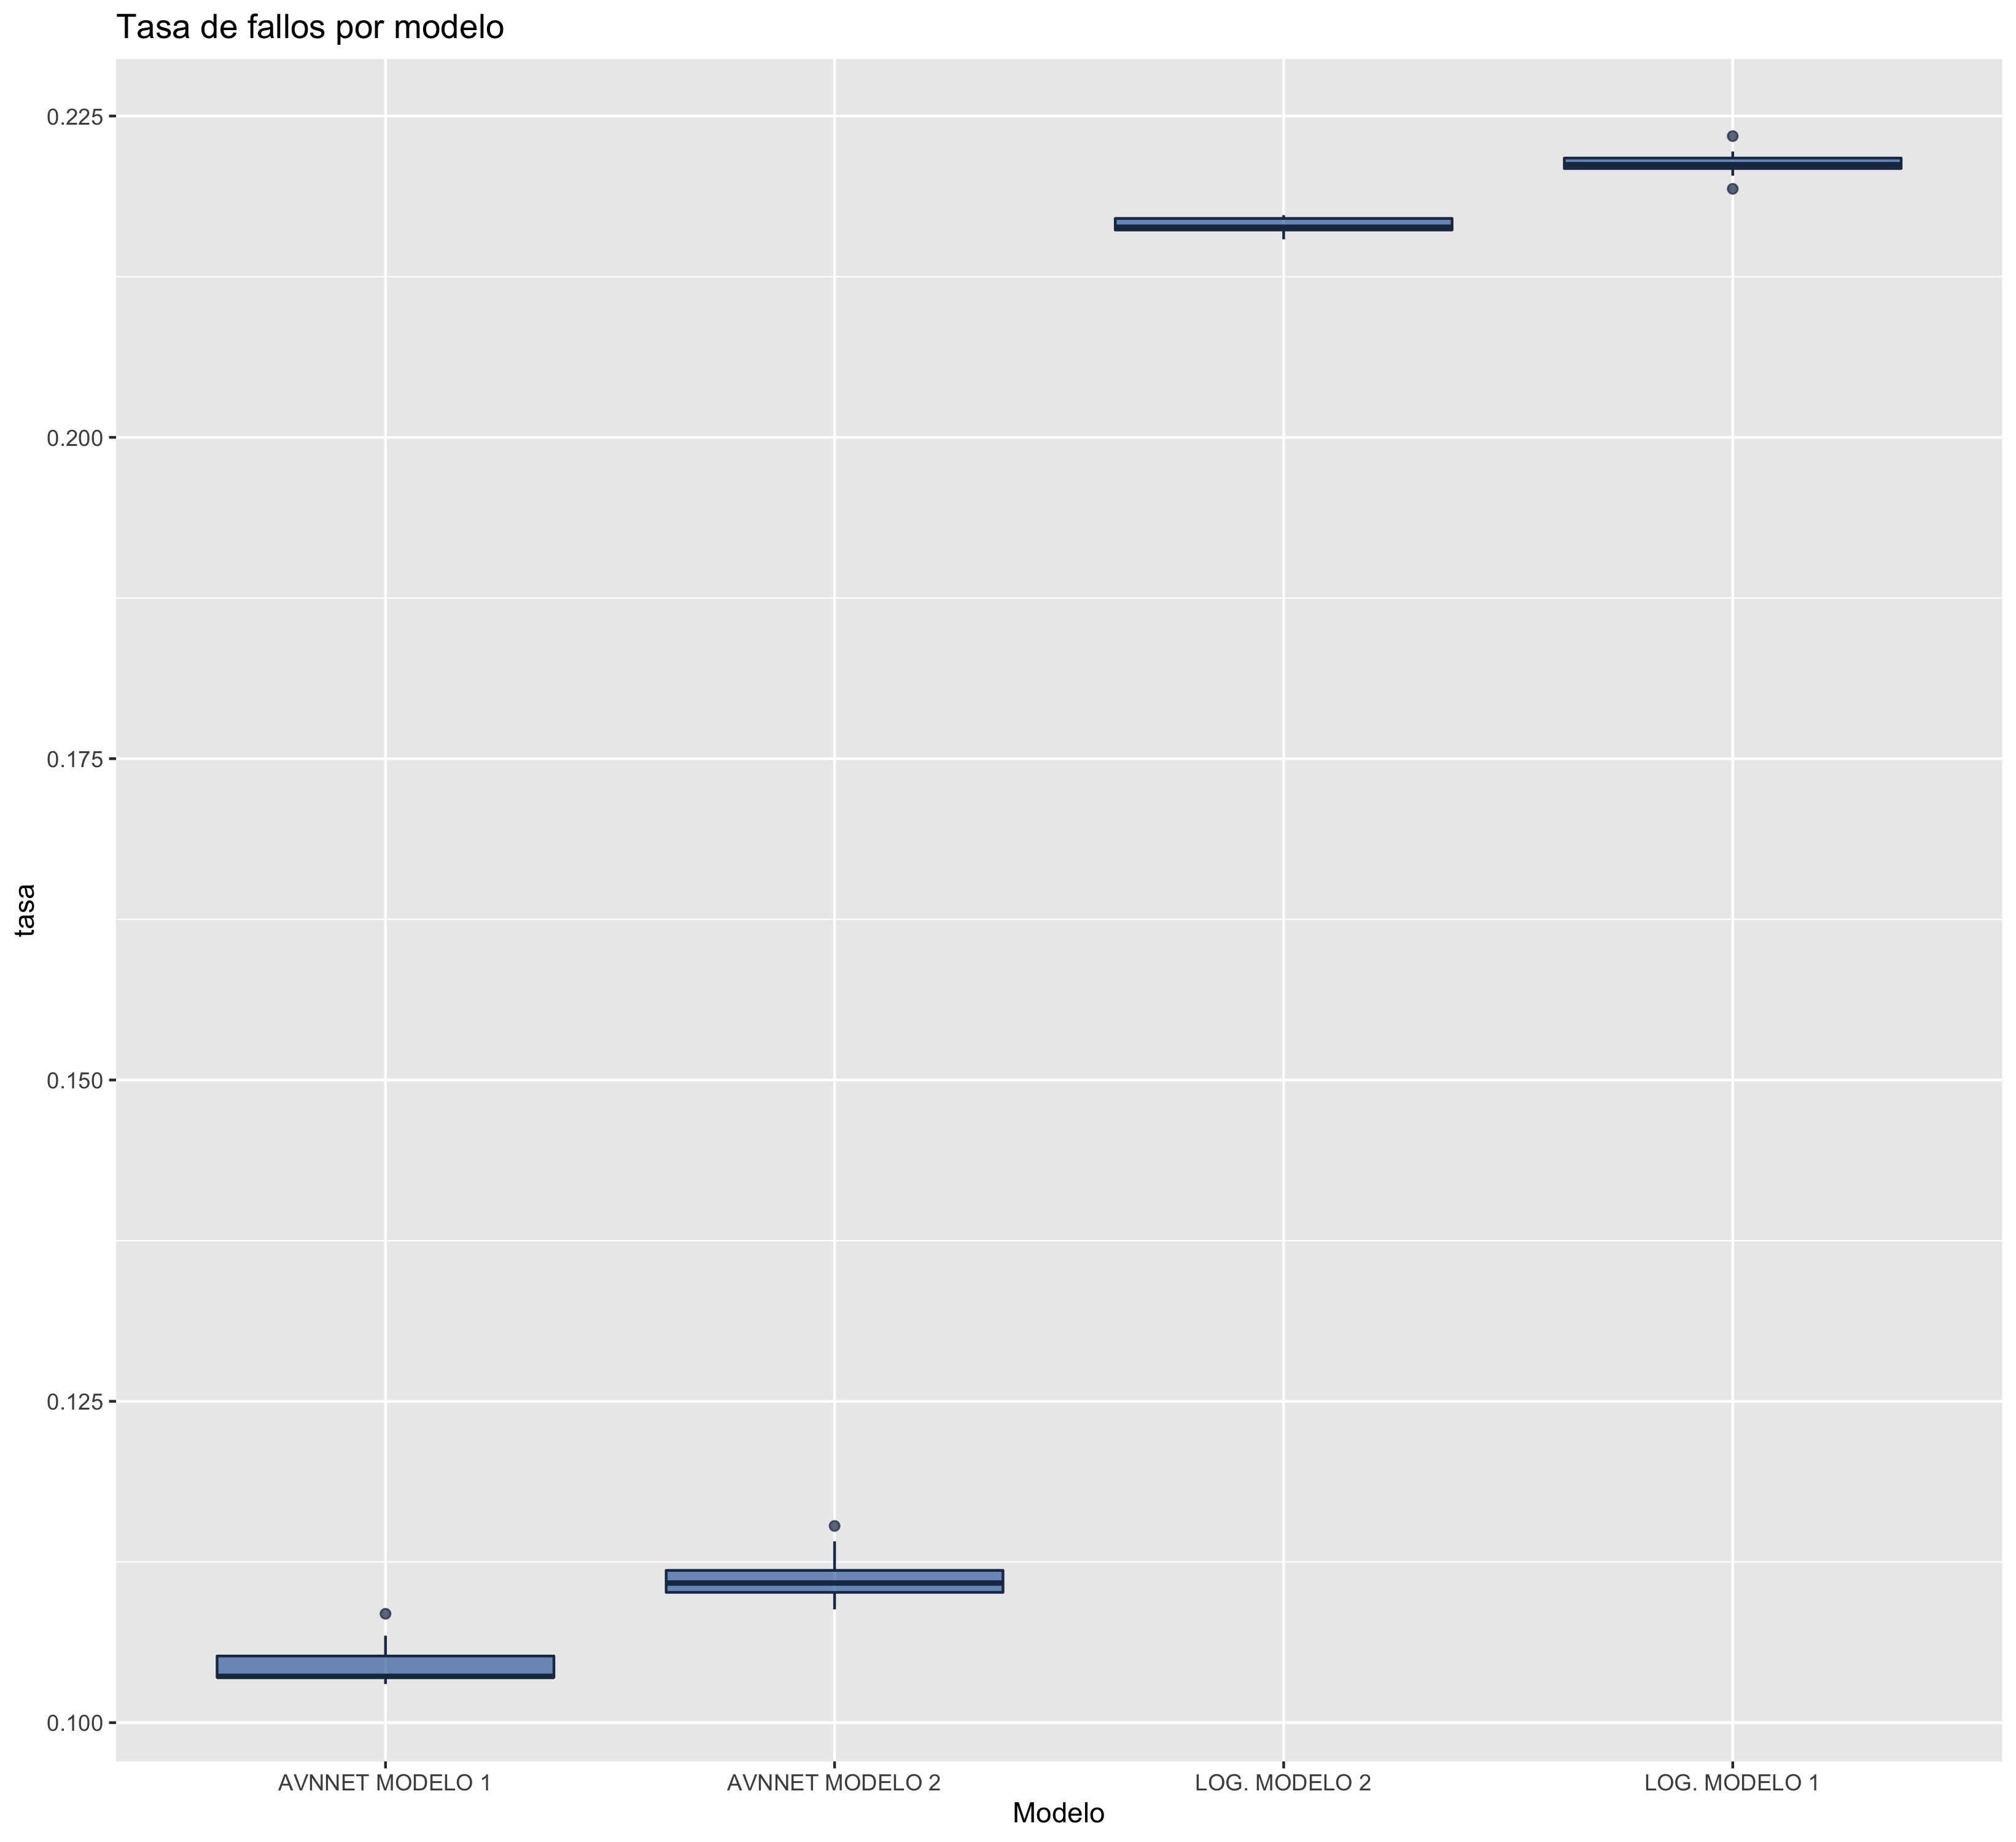 Tasa de fallos por modelo
0.225
0.200
0.175
0.150
0.125
0.100
tasa
AVNNET MODELO 1
AVNNET MODELO 2
LOG. MODELO 2
LOG. MODELO 1
Modelo